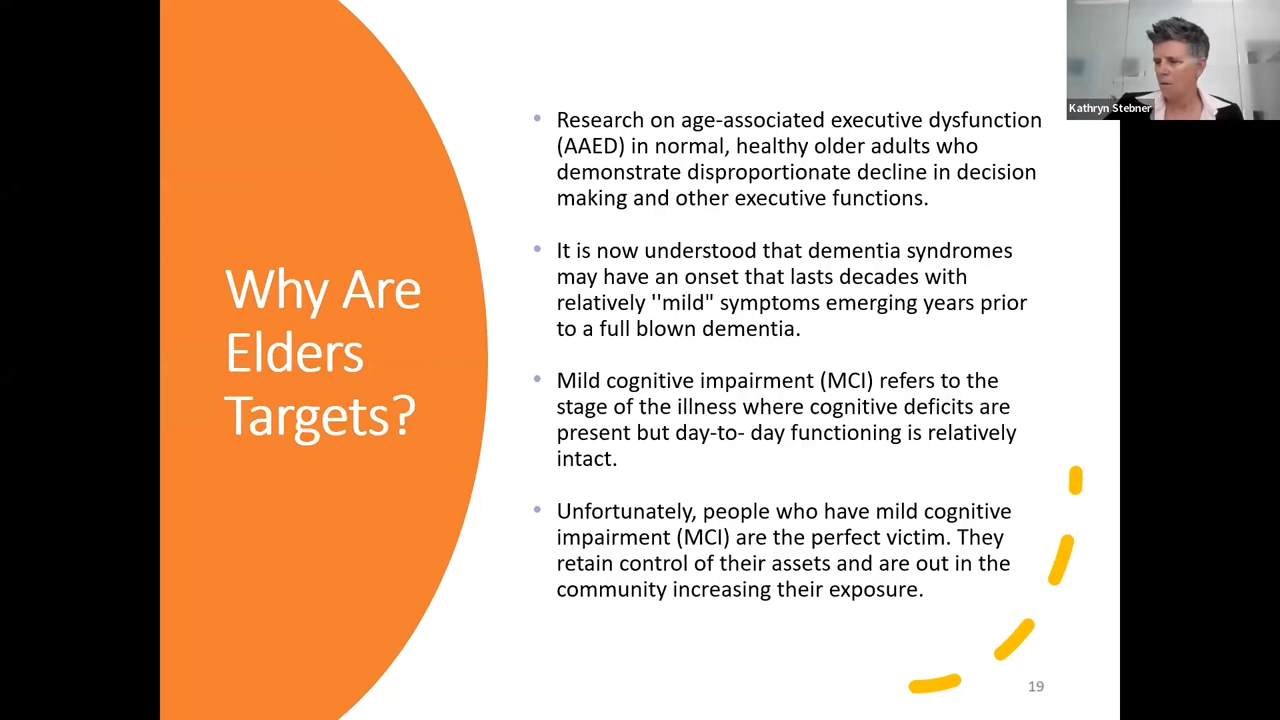 Why Are
Elders
Targets?
• Research on age-associated executive dysfunction
(AAED) in normal, healthy older adults who
demonstrate disproportionate decline in decision
making and other executive functions.
• It is now understood that dementia syndromes
may have an onset that lasts decades with
relatively ''mild" symptoms emerging years prior
to a full blown dementia.
• Mild cognitive impairment (MCI) refers to the
stage of the illness where cognitive deficits are
present but day-to- day functioning is relatively
intact.
• Unfortunately, people who have mild cognitive
impairment (MCI) are the perfect victim. They
retain control of their assets and are out in the
community increasing their exposure.
19
Kathryn Stebner